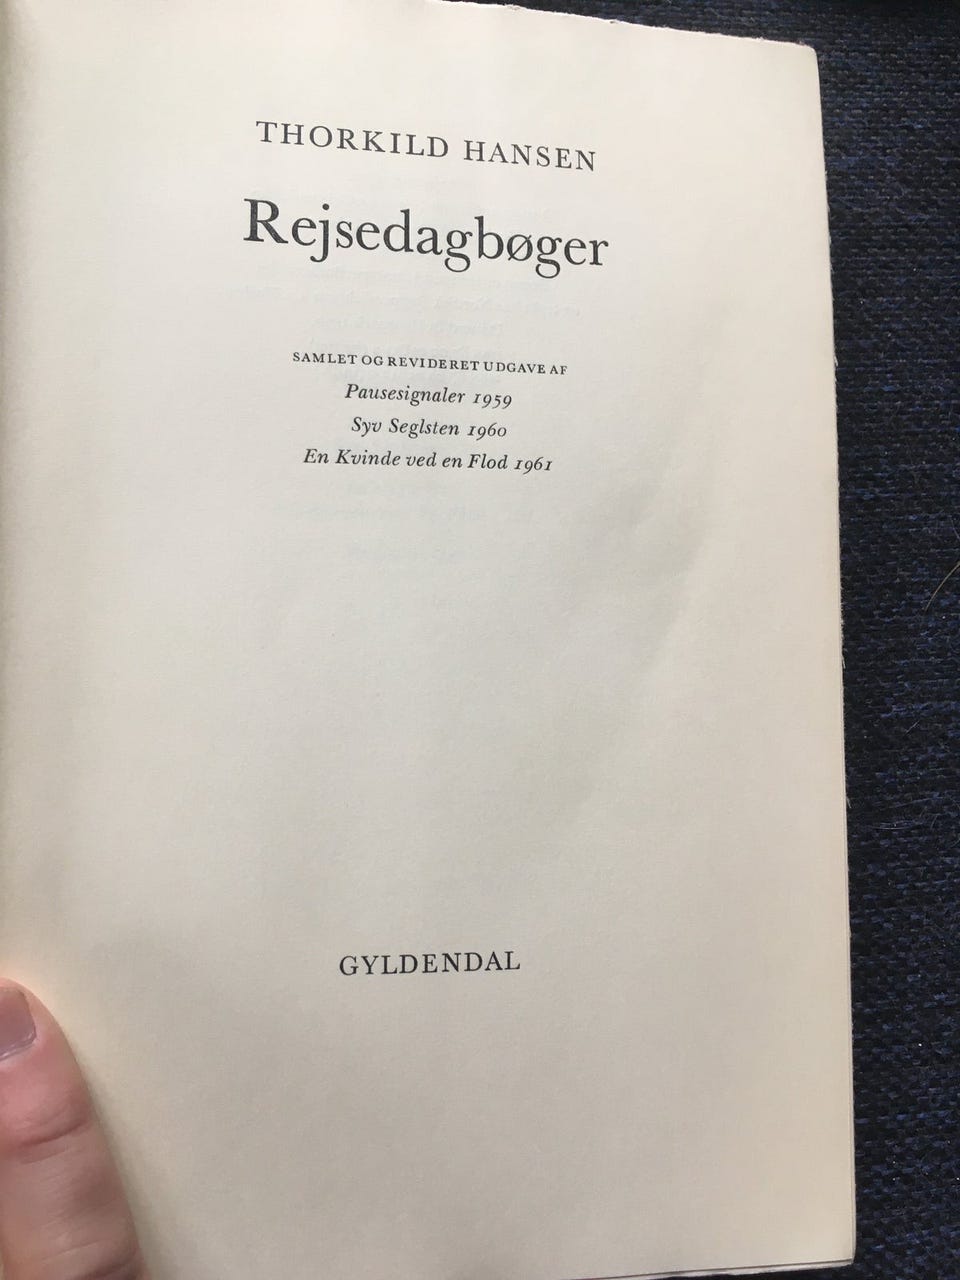 THORKILD HANSEN
Rejsedagbøger
SAMLET OG REVIDERET UDGAVE AF
Pausesignaler 1959
Syv Seglsten 1960
En Kvinde ved en Flod 1961
GYLDENDAL